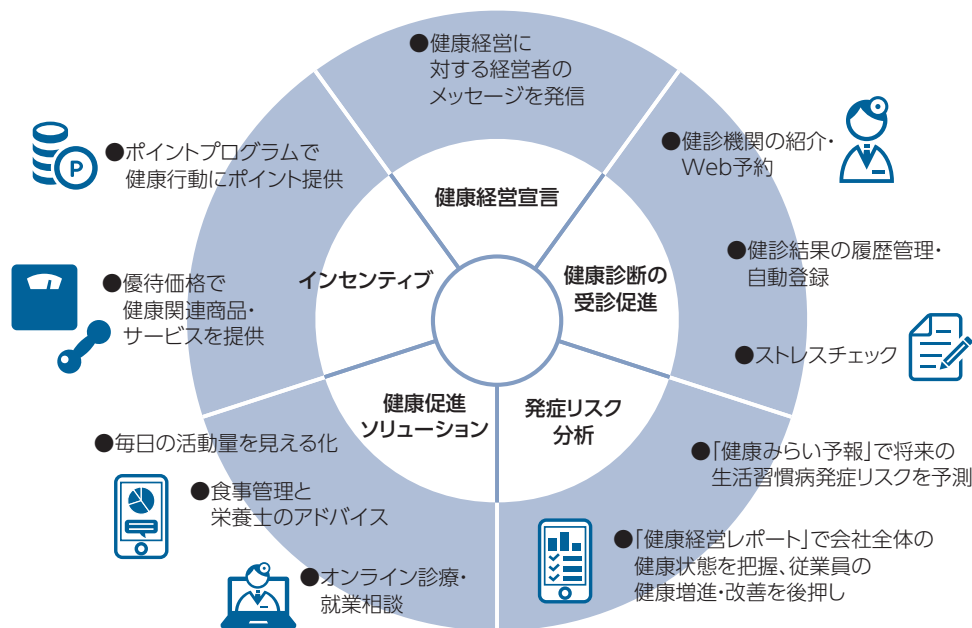 ●健康経営に
対する経営者の
メッセージを発信
健康経営宣言
●健診機関の紹介・
Web予約
●健診結果の履歴管理・
自動登録
●ストレスチェック
健康診断の
受診促進
●「健康みらい予報」で将来の
生活習慣病発症リスクを予測
●「健康経営レポート」で会社全体の
健康状態を把握、従業員の
健康増進・改善を後押し
発症リスク
分析
健康促進
ソリューション
●毎日の活動量を見える化
●食事管理と
栄養士のアドバイス
●オンライン診療・
就業相談
インセンティブ
●ポイントプログラムで
健康行動にポイント提供
P
●優待価格で
健康関連商品・
サービスを提供